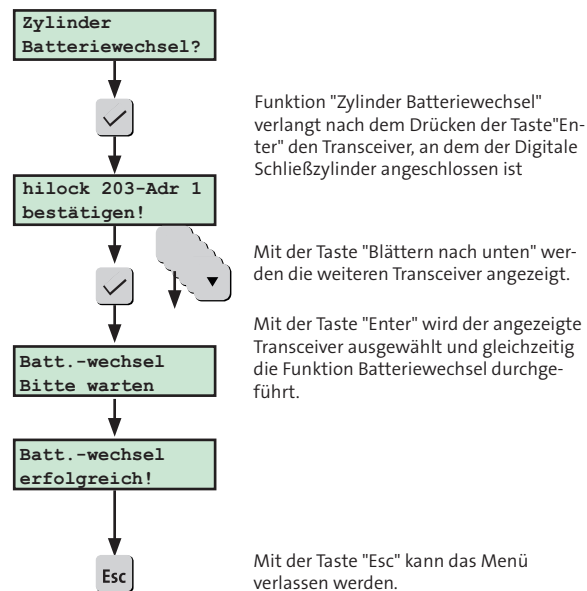 Zylinder
Batteriewechsel?
Funktion "Zylinder Batteriewechsel"
verlangt nach dem Drücken der Taste"En-
ter" den Transceiver, an dem der Digitale
Schließzylinder angeschlossen ist
hilock 203-Adr 1
bestätigen!
Mit der Taste "Blättern nach unten" wer-
den die weiteren Transceiver angezeigt.
Mit der Taste "Enter" wird der angezeigte
Transceiver ausgewählt und gleichzeitig
die Funktion Batteriewechsel durchge-
führt.
Batt.-wechsel
Bitte warten
Batt.-wechsel
erfolgreich!
Esc
Mit der Taste "Esc" kann das Menü
verlassen werden.